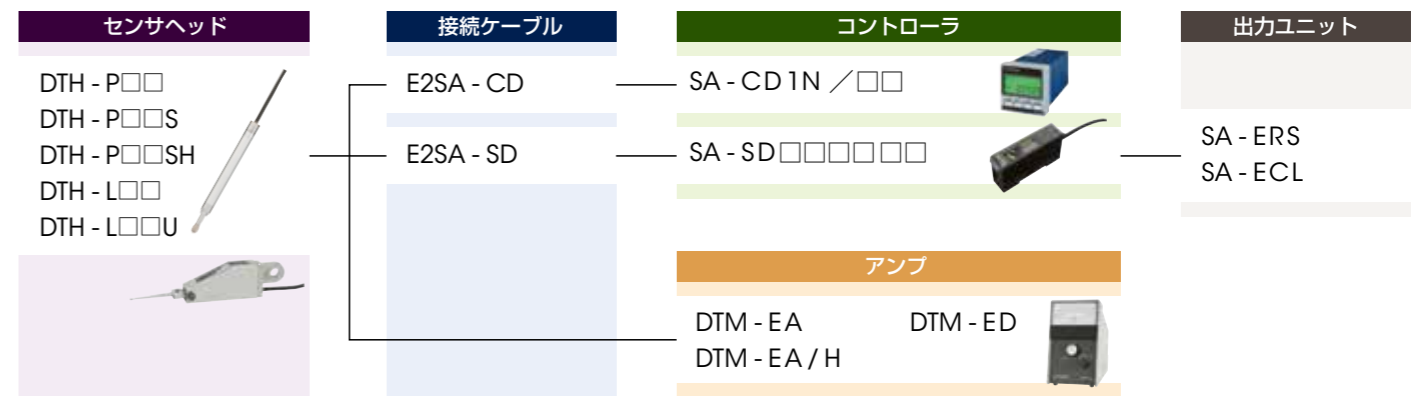 センサヘッド
DTH - P□□
DTH - P□□S
DTH - P□□SH
DTH - L□□
DTH - L□□U
接続ケーブル
E2SA - CD
E2SA - SD
コントローラ
SA - CD1N ／□□
SA - SD□□□□□□
アンプ
DTM - EA DTM - ED
DTM - EA / H
出力ユニット
SA - ERS
SA - ECL